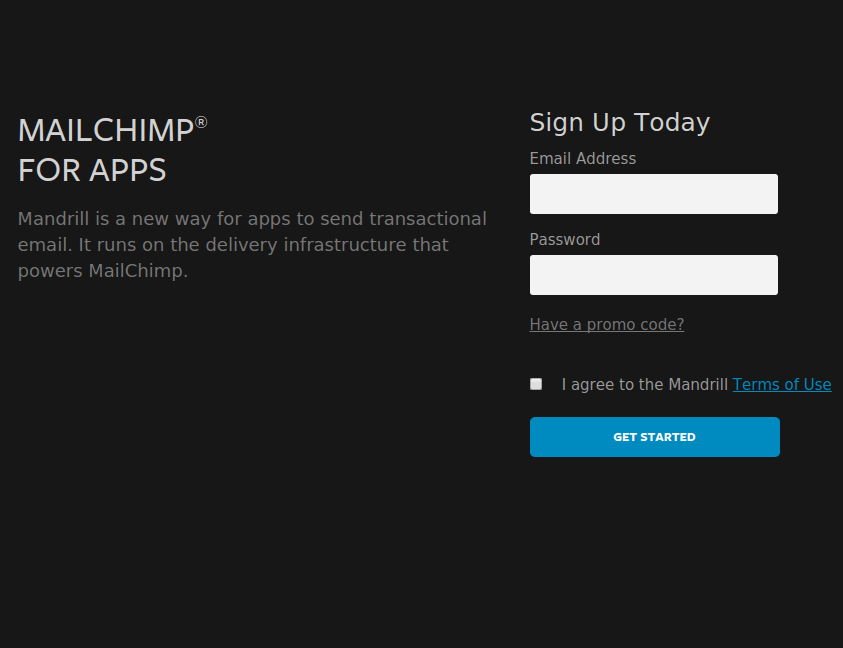 MAILCHIMP®
FOR APPS
Mandrill is a new way for apps to send transactional
email. It runs on the delivery infrastructure that
powers MailChimp.
Sign Up Today
Email Address
Password
Have a promo code?
I agree to the Mandrill Terms of Use
GET STARTED